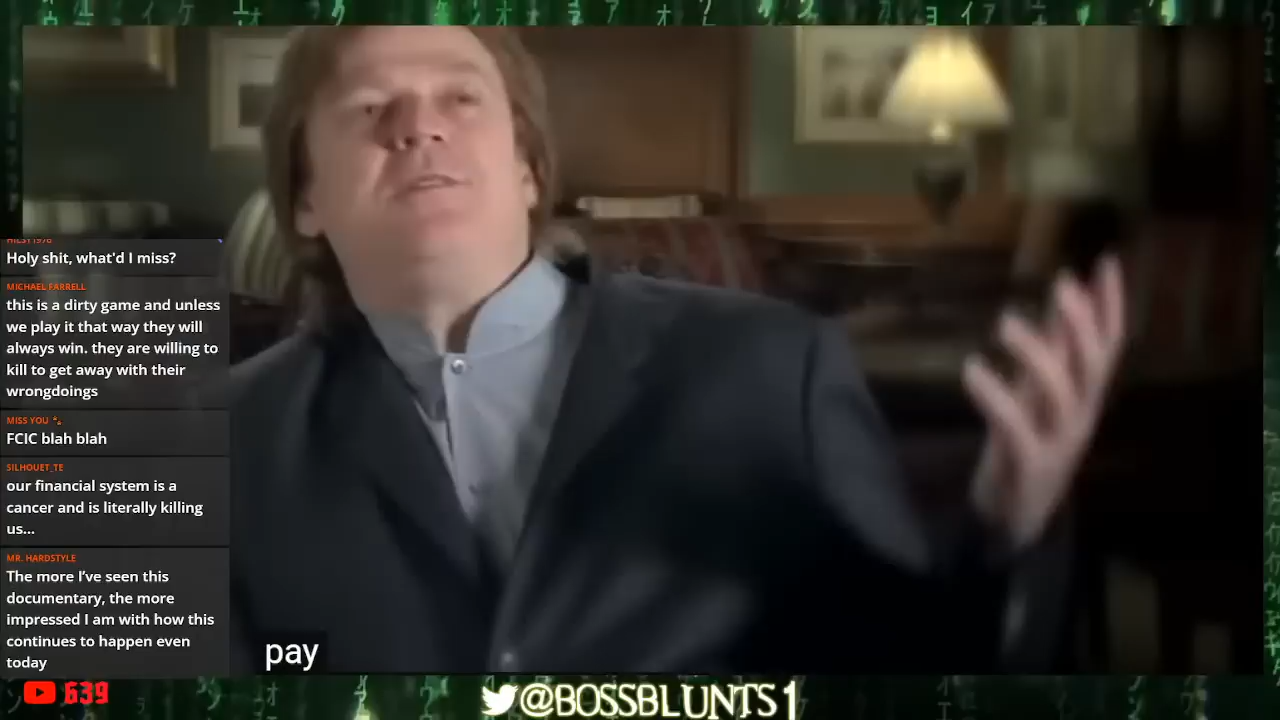 HILSY1976
Holy shit, what'd I miss?
MICHAEL FARRELL
this is a dirty game and unless
we play it that way they will
always win. they are willing to
kill to get away with their
wrongdoings
MISS YOU
FCIC blah blah
SILHOUET_TE
our financial system is a
cancer and is literally killing
us...
MR. HARDSTYLE
The more I've seen this
documentary, the more
impressed I am with how this
continues to happen even
today
pay
639
@BOSSBLUNTS1